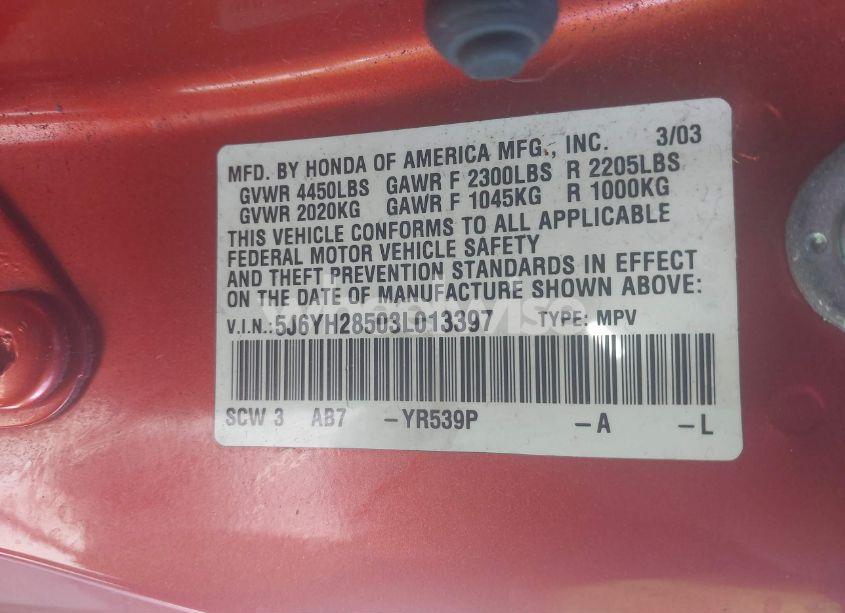 MFD. BY HONDA OF AMERICA MFG., INC. 3/03
GVWR 4450LBS GAWR F 2300LBS R 2205LBS
GVWR 2020KG GAWR F 1045KG R 1000KG
THIS VEHICLE CONFORMS TO ALL APPLICABLE
FEDERAL MOTOR VEHICLE SAFETY
AND THEFT PREVENTION STANDARDS IN EFFECT
ON THE DATE OF MANUFACTURE SHOWN ABOVE:
V.I.N.:5J6YH28503L013397 TYPE: MPV
SCW 3 AB7 -YR539P -A -L